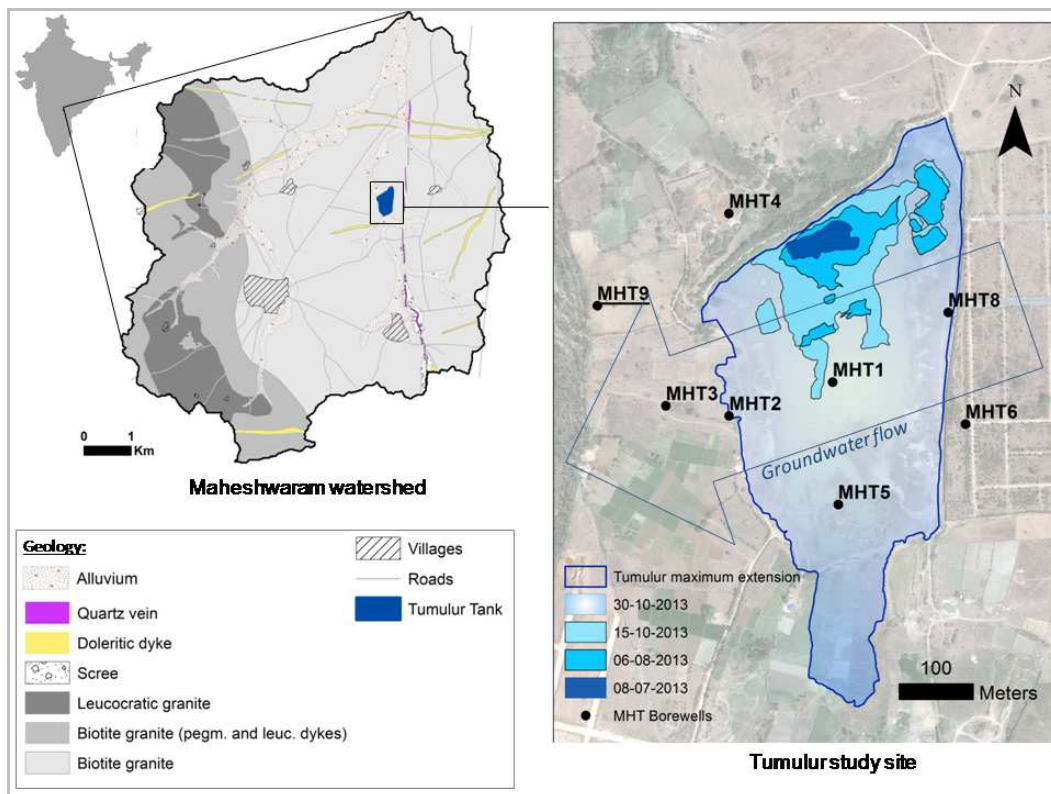 0 1
Km
Maheshwaram watershed
Geology:
Alluvium
Quartz vein
Doleritic dyke
Scree
Leucocratic granite
Biotite granite (pegm. and leuc. dykes)
Biotite granite
Villages
Roads
Tumulur Tank
N
MHT4
MHT9
MHT8
MHT1
MHT3
MHT2
MHT6
Groundwater flow
MHT5
Tumulur maximum extension
30-10-2013
15-10-2013
06-08-2013
08-07-2013
MHT Borewells
100
Meters
Tumulur study site